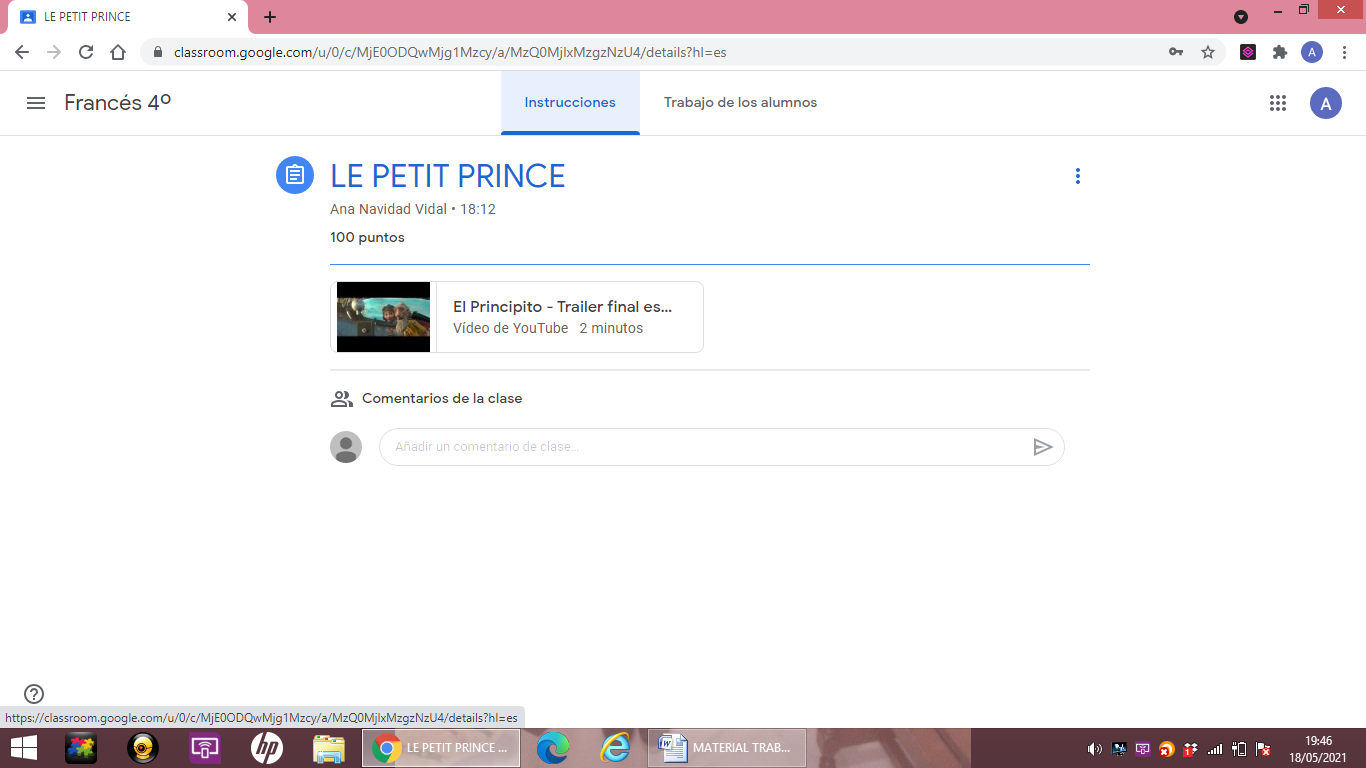 LE PETIT PRINCE
classroom.google.com/u/0/c/MjE0ODQwMjg1Mzcy/a/MzQ0MjIxMzgzNzU4/details?hl=es
A
Francés 4º
Instrucciones
Trabajo de los alumnos
A
LE PETIT PRINCE
Ana Navidad Vidal • 18:12
100 puntos
El Principito - Trailer final es...
Vídeo de YouTube 2 minutos
Comentarios de la clase
Añadir un comentario de clase...
https://classroom.google.com/u/0/c/MjE0ODQwMjg1Mzcy/a/MzQ0MjIxMzgzNzU4/details?hl=es
hp
LE PETIT PRINCE ...
MATERIAL TRAB...
19:46
18/05/2021